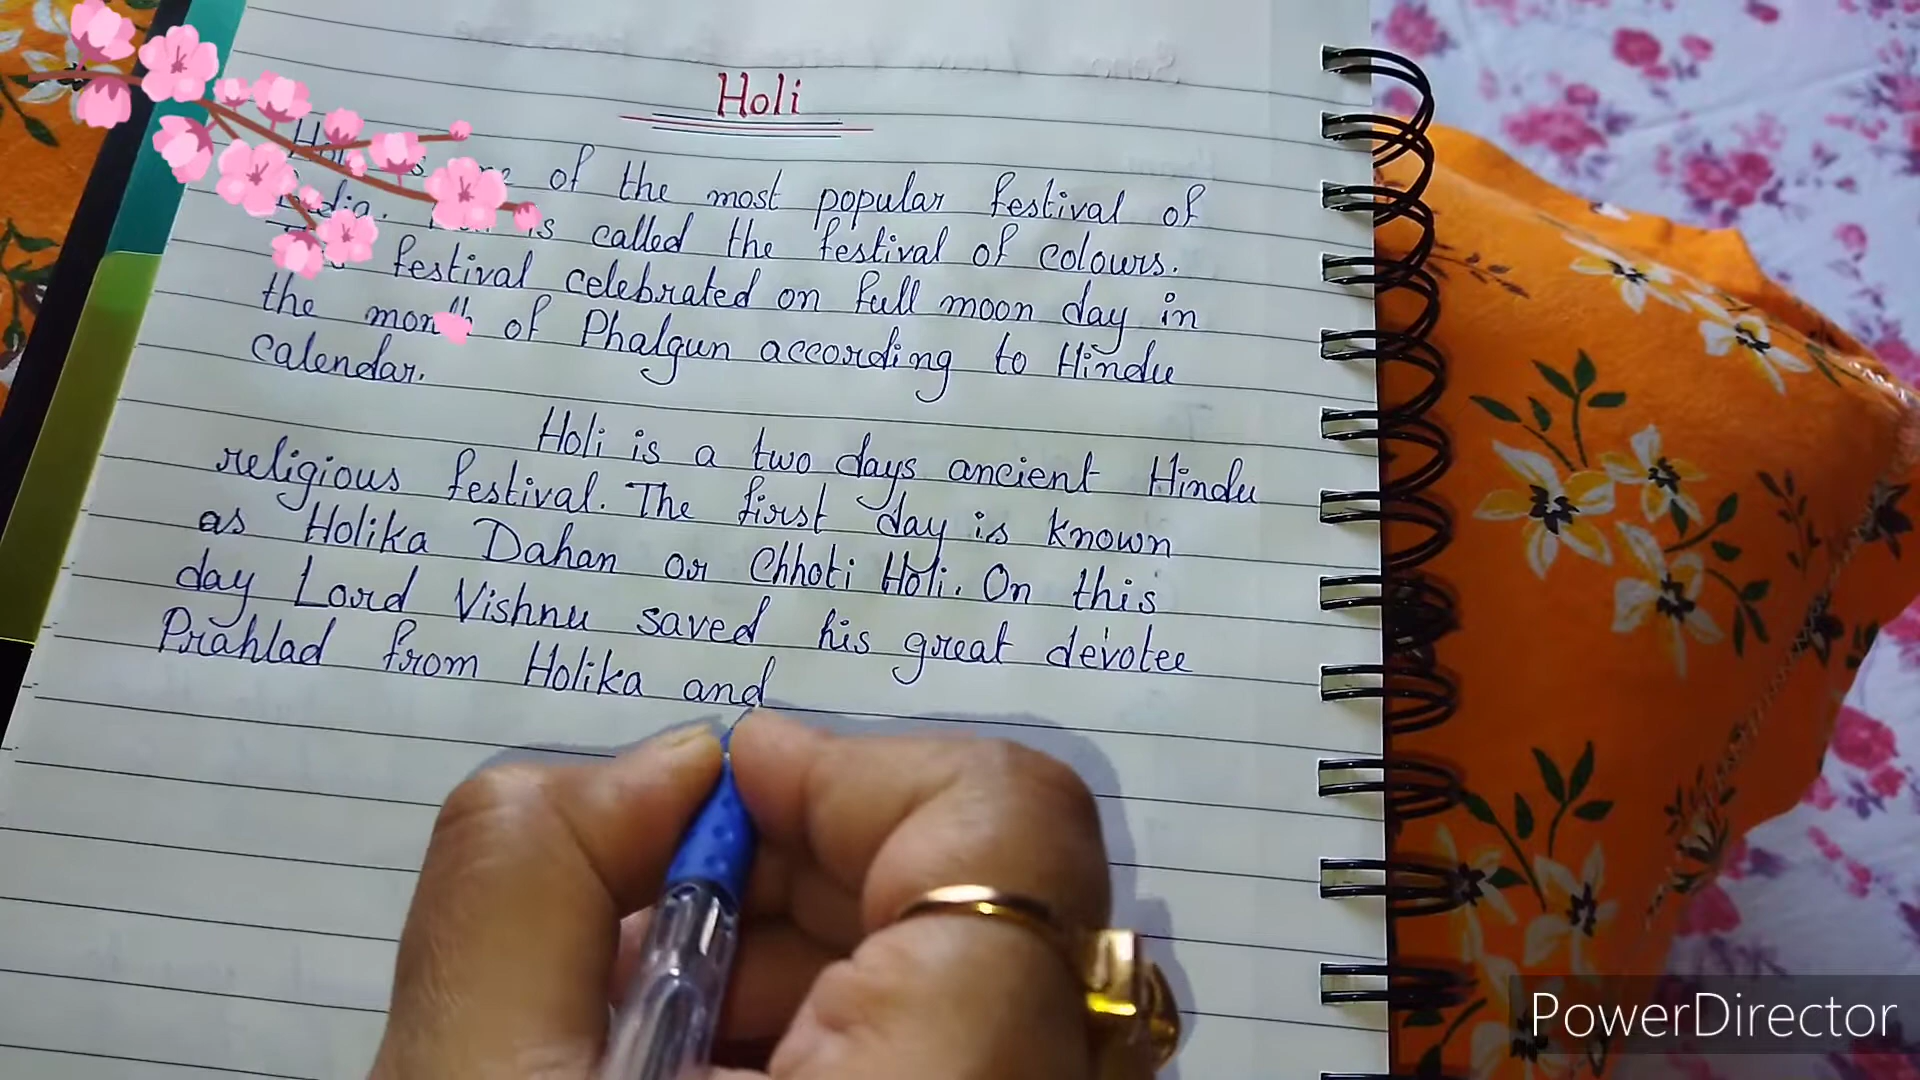 Holi
of the most popular festival of
India. is called the festival of colours.
festival celebrated on full moon day in
the month of Phalgun according to Hindu
calendar.
Holi is a two days ancient Hindu
religious festival. The first day is known
as Holika Dahan or Chhoti Holi. On this
day Lord Vishnu saved his great devotee
Prahlad from Holika and
PowerDirector